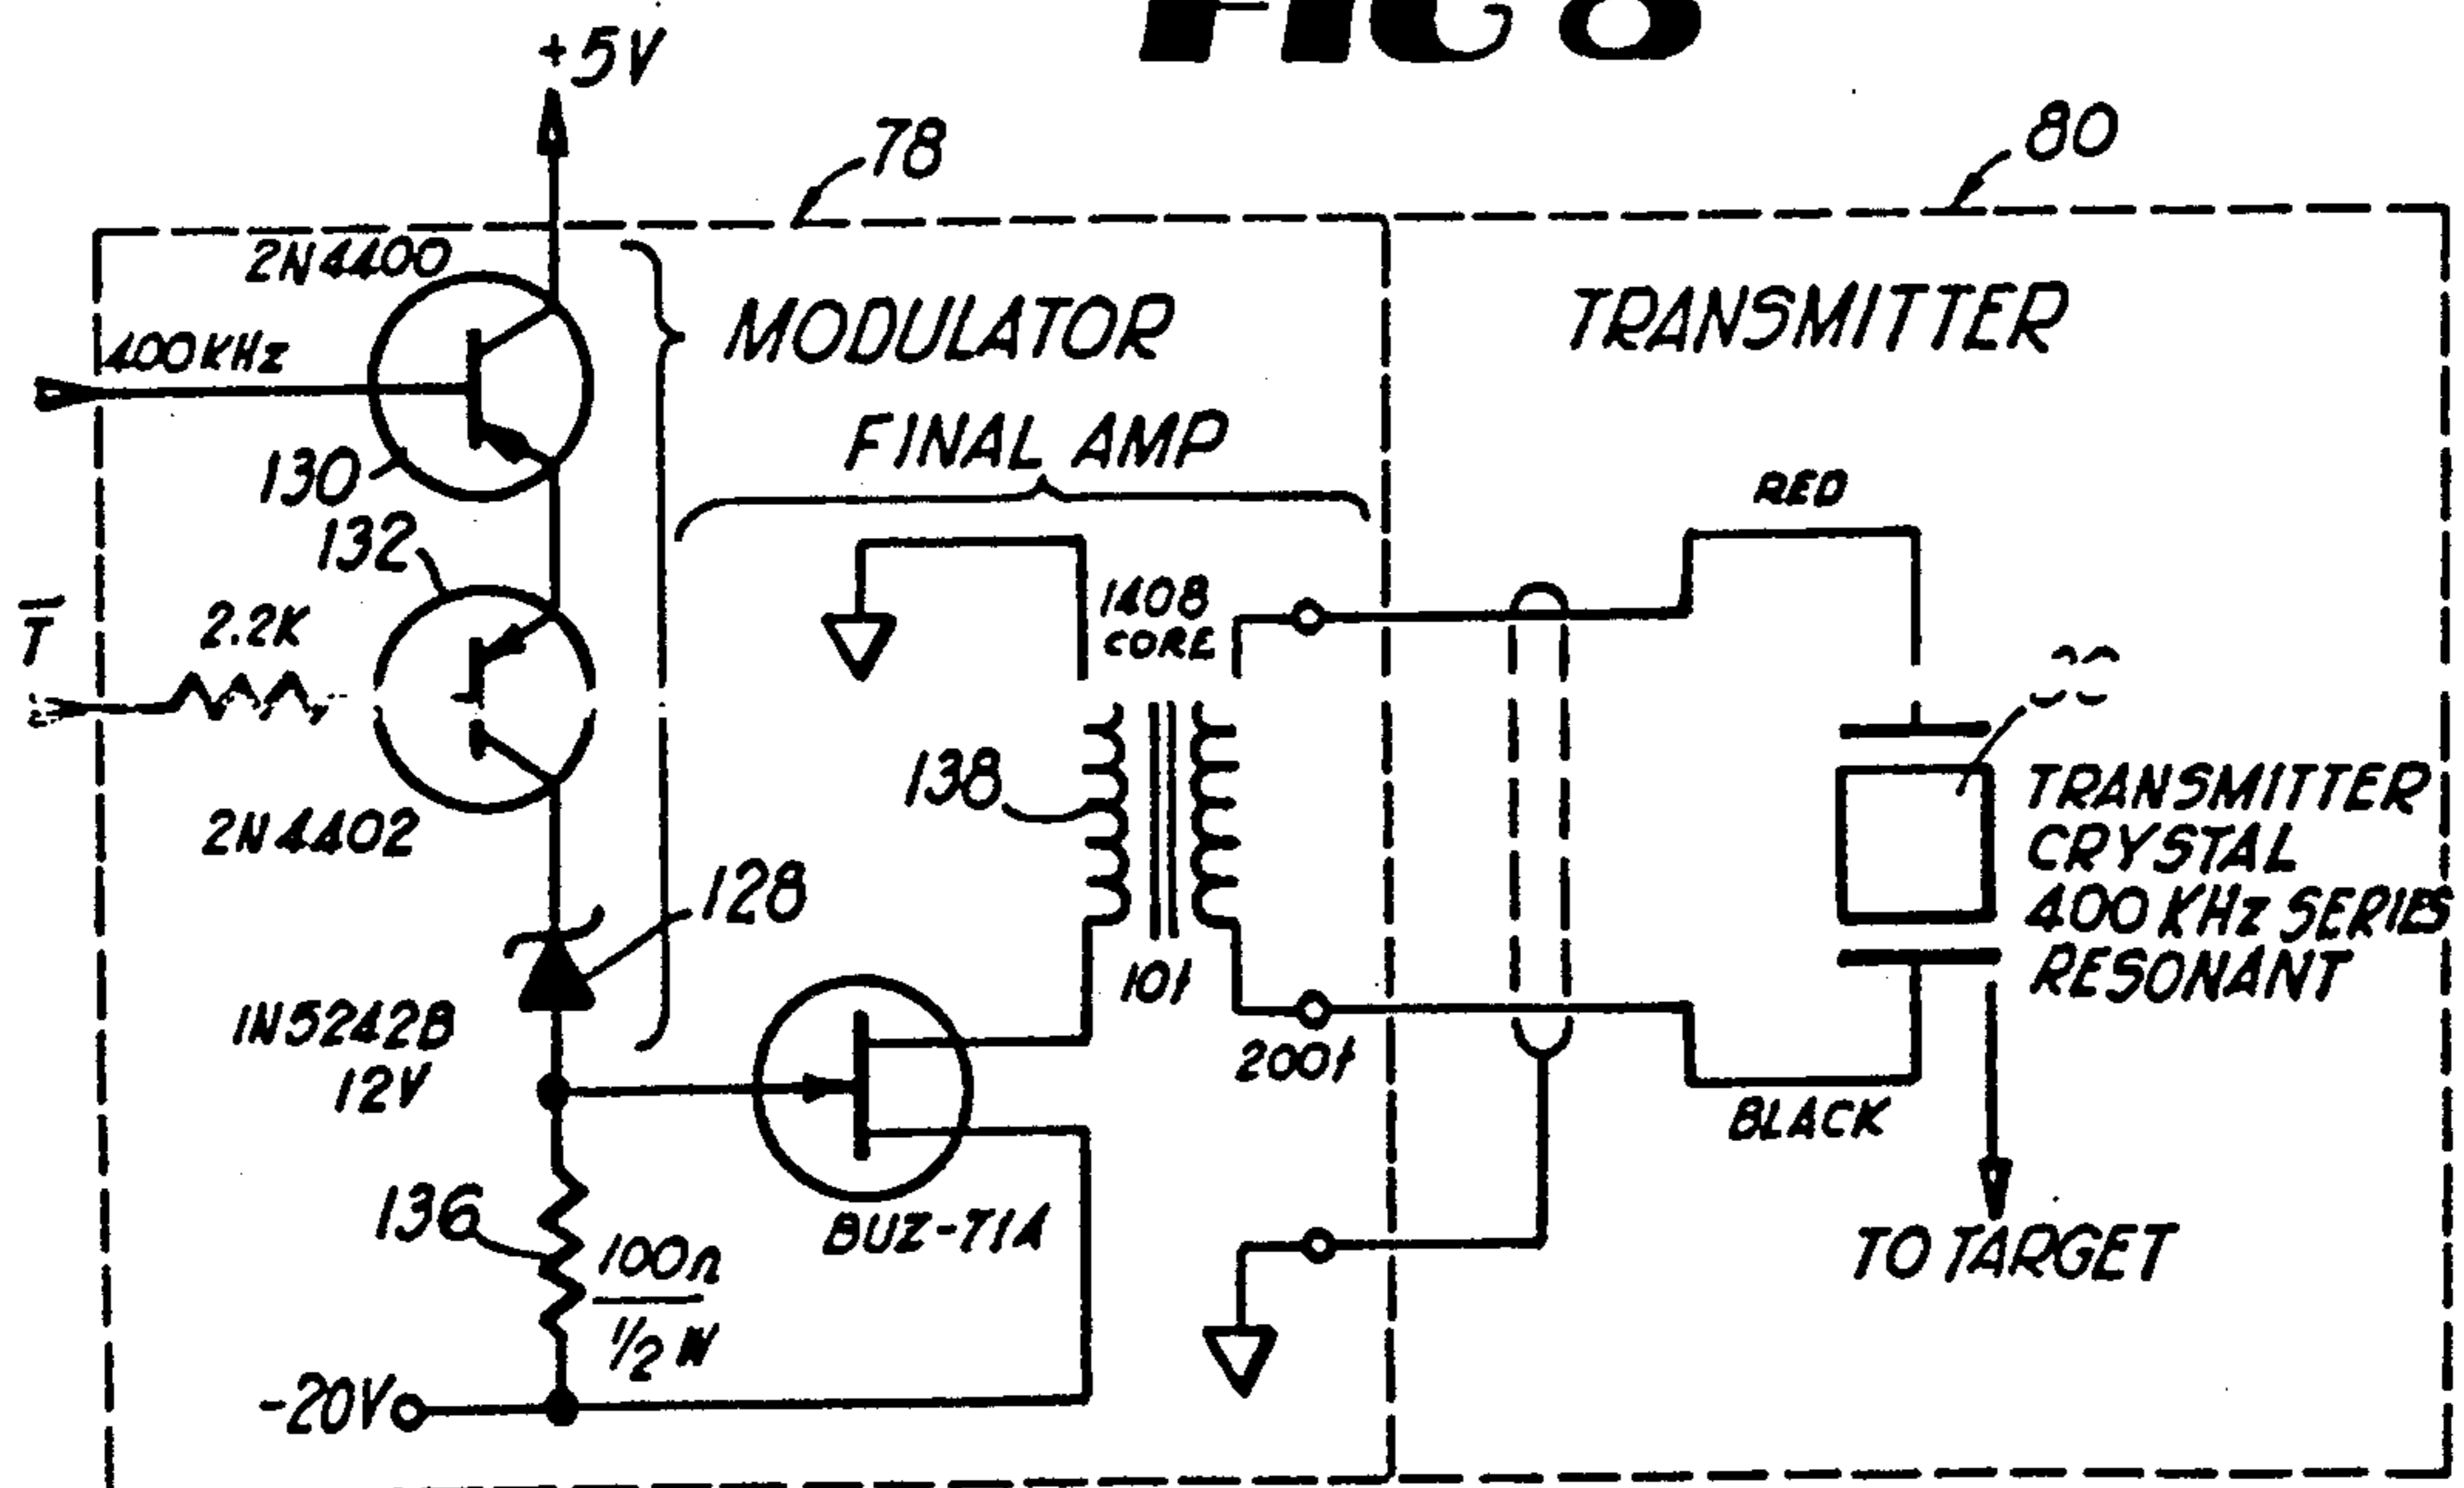 FIG 8
+5V
78
80
2N4400
400KHz
MODULATOR
TRANSMITTER
FINAL AMP
130
RED
132
1408
CORE
T̅
2.2K
138
TRANSMITTER
CRYSTAL
400 KHz SERIES
RESONANT
2N4402
128
101
1N5242B
12V
200t
BLACK
136
100Ω
1/2 W
BUZ-71A
TO TARGET
-20V